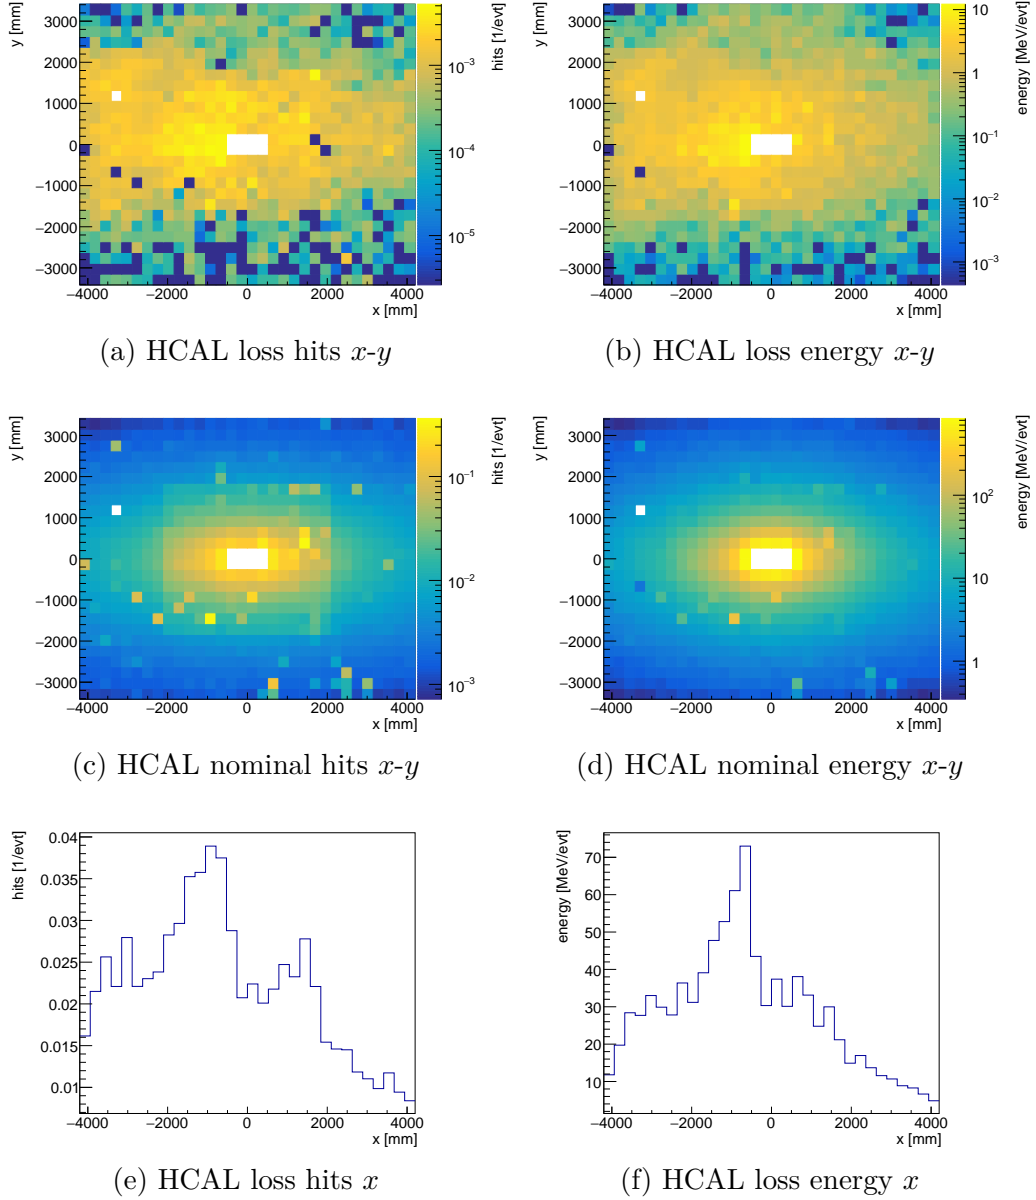 y [mm]
3000
2000
1000
0
−1000
−2000
−3000
−4000 −2000 0 2000 4000
x [mm]
hits [1/evt]
10−3
10−4
10−5
(a) HCAL loss hits x-y
y [mm]
3000
2000
1000
0
−1000
−2000
−3000
−4000 −2000 0 2000 4000
x [mm]
energy [MeV/evt]
10
1
10−1
10−2
10−3
(b) HCAL loss energy x-y
y [mm]
3000
2000
1000
0
−1000
−2000
−3000
−4000 −2000 0 2000 4000
x [mm]
hits [1/evt]
10−1
10−2
10−3
(c) HCAL nominal hits x-y
y [mm]
3000
2000
1000
0
−1000
−2000
−3000
−4000 −2000 0 2000 4000
x [mm]
energy [MeV/evt]
102
10
1
(d) HCAL nominal energy x-y
hits [1/evt]
0.04
0.035
0.03
0.025
0.02
0.015
0.01
−4000 −2000 0 2000 4000
x [mm]
(e) HCAL loss hits x
energy [MeV/evt]
70
60
50
40
30
20
10
−4000 −2000 0 2000 4000
x [mm]
(f) HCAL loss energy x